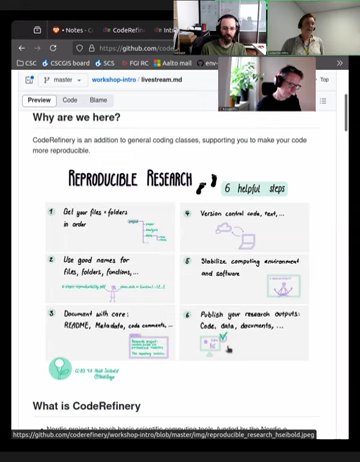 • Notes - C
CodeRefin
Int
https://github.com/code
CSC
CSCGIS board
SCS
FGI RC
Aalto mail
env-
master
workshop-intro / livestream.md
Top
Preview
Code
Blame
Why are we here?
CodeRefinery is an addition to general coding classes, supporting you to make your code
more reproducible.
REPRODUCIBLE RESEARCH
6 helpful steps
1 Get your files + folders
in order
4 Version control code, text, ...
2 Use good names for
files, folders, functions, ...
5 Stabilize computing environment
and software
3 Document with care:
README, Metadata, code comments, ...
6 Publish your research outputs:
Code, data, documents, ...
What is CodeRefinery
https://github.com/coderefinery/workshop-intro/blob/master/img/reproducible_research_hseibold.jpeg